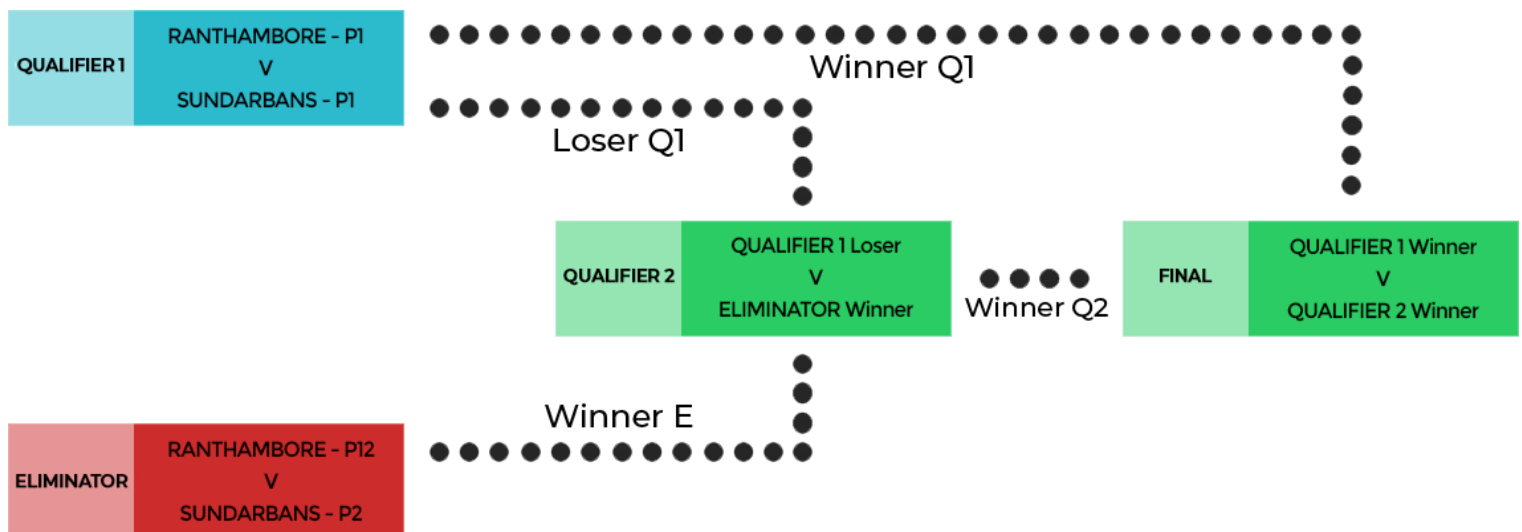 QUALIFIER 1
RANTHAMBORE - P1
V
SUNDARBANS - P1
Winner Q1
Loser Q1
QUALIFIER 2
QUALIFIER 1 Loser
V
ELIMINATOR Winner
Winner Q2
FINAL
QUALIFIER 1 Winner
V
QUALIFIER 2 Winner
Winner E
ELIMINATOR
RANTHAMBORE - P12
V
SUNDARBANS - P2